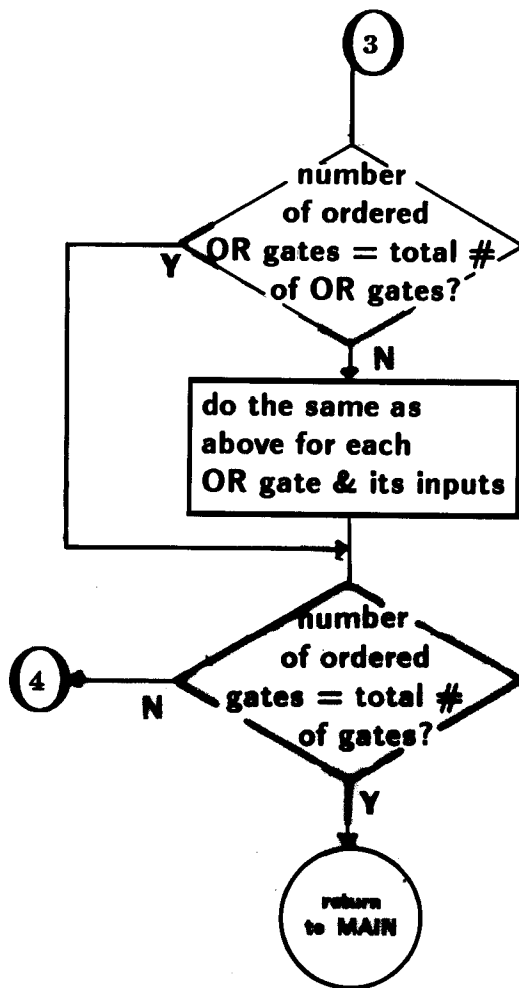 3
number
of ordered
OR gates = total #
of OR gates?
Y
N
do the same as
above for each
OR gate & its inputs
number
of ordered
gates = total #
of gates?
4
N
Y
return
to MAIN